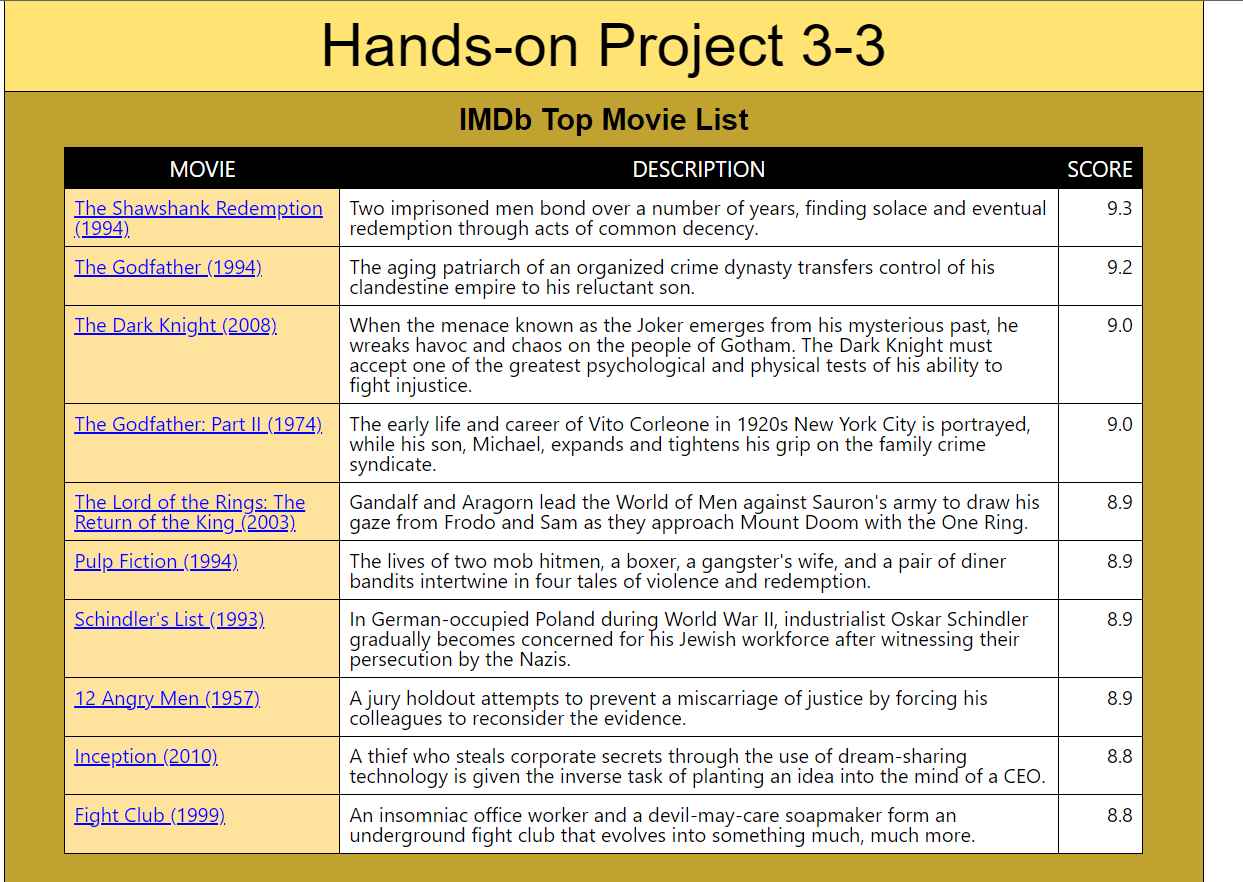 Hands-on Project 3-3
IMDb Top Movie List
MOVIE DESCRIPTION SCORE
The Shawshank Redemption Two imprisoned men bond over a number of years, finding solace and eventual 9.3
(1994) redemption through acts of common decency.
The Godfather (1994) The aging patriarch of an organized crime dynasty transfers control of his 9.2
clandestine empire to his reluctant son.
The Dark Knight (2008) When the menace known as the Joker emerges from his mysterious past, he 9.0
wreaks havoc and chaos on the people of Gotham. The Dark Knight must
accept one of the greatest psychological and physical tests of his ability to
fight injustice.
The Godfather: Part II (1974) The early life and career of Vito Corleone in 1920s New York City is portrayed, 9.0
while his son, Michael, expands and tightens his grip on the family crime
syndicate.
The Lord of the Rings: The Gandalf and Aragorn lead the World of Men against Sauron's army to draw his 8.9
Return of the King (2003) gaze from Frodo and Sam as they approach Mount Doom with the One Ring.
Pulp Fiction (1994) The lives of two mob hitmen, a boxer, a gangster's wife, and a pair of diner 8.9
bandits intertwine in four tales of violence and redemption.
Schindler's List (1993) In German-occupied Poland during World War II, industrialist Oskar Schindler 8.9
gradually becomes concerned for his Jewish workforce after witnessing their
persecution by the Nazis.
12 Angry Men (1957) A jury holdout attempts to prevent a miscarriage of justice by forcing his 8.9
colleagues to reconsider the evidence.
Inception (2010) A thief who steals corporate secrets through the use of dream-sharing 8.8
technology is given the inverse task of planting an idea into the mind of a CEO.
Fight Club (1999) An insomniac office worker and a devil-may-care soapmaker form an 8.8
underground fight club that evolves into something much, much more.